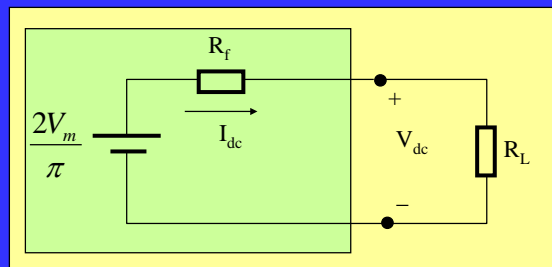 R_f
2V_m
π
I_dc
+
V_dc
−
R_L